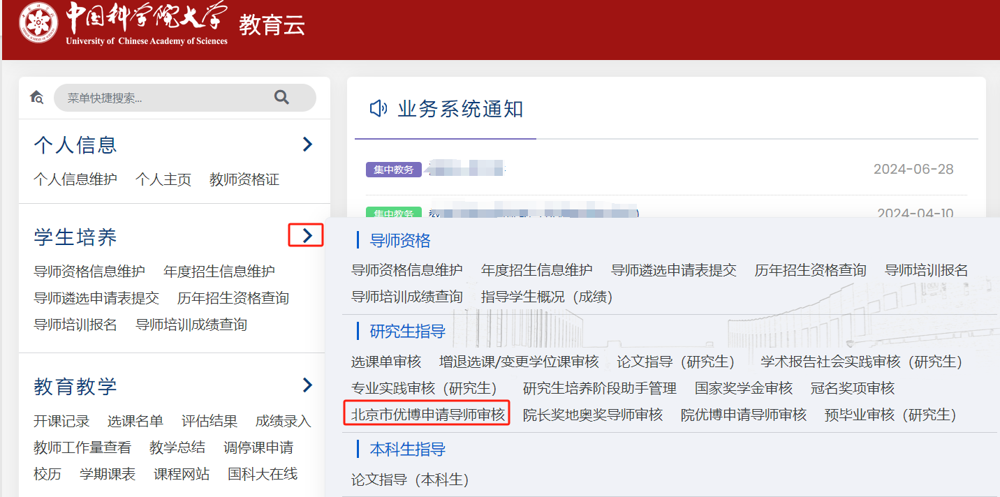 中国科学院大学 教育云
University of Chinese Academy of Sciences
菜单快捷搜索...
个人信息
个人信息维护 个人主页 教师资格证
学生培养
导师资格信息维护 年度招生信息维护
导师遴选申请表提交 历年招生资格查询
导师培训报名 导师培训成绩查询
教育教学
开课记录 选课名单 评估结果 成绩录入
教师工作量查看 教学总结 调停课申请
校历 学期课表 课程网站 国科大在线
业务系统通知
集中教务 2024-06-28
集中教务 2024-04-10
导师资格
导师资格信息维护 年度招生信息维护 导师遴选申请表提交 历年招生资格查询 导师培训报名
导师培训成绩查询 指导学生概况（成绩）
研究生指导
选课单审核 增退选课/变更学位课审核 论文指导（研究生） 学术报告社会实践审核（研究生）
专业实践审核（研究生） 研究生培养阶段助手管理 国家奖学金审核 冠名奖项审核
北京市优博申请导师审核 院长奖地奥奖导师审核 院优博申请导师审核 预毕业审核（研究生）
本科生指导
论文指导（本科生）